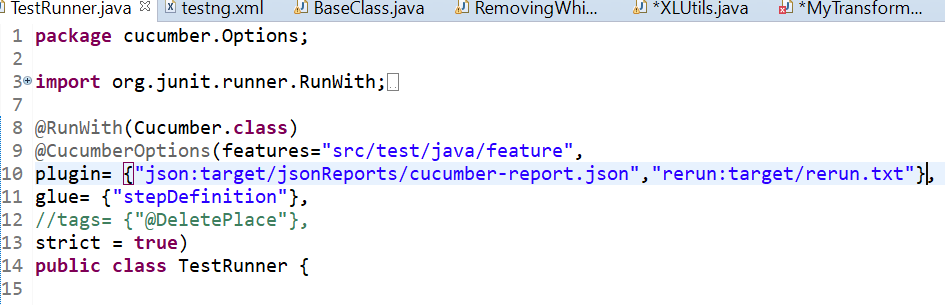 TestRunner.java testng.xml BaseClass.java RemovingWhi... *XLUtils.java *MyTransform...
1 package cucumber.Options;
2
3 import org.junit.runner.RunWith;
7
8 @RunWith(Cucumber.class)
9 @CucumberOptions(features="src/test/java/feature",
10 plugin= {"json:target/jsonReports/cucumber-report.json","rerun:target/rerun.txt"},
11 glue= {"stepDefinition"},
12 //tags= {"@DeletePlace"},
13 strict = true)
14 public class TestRunner {
15